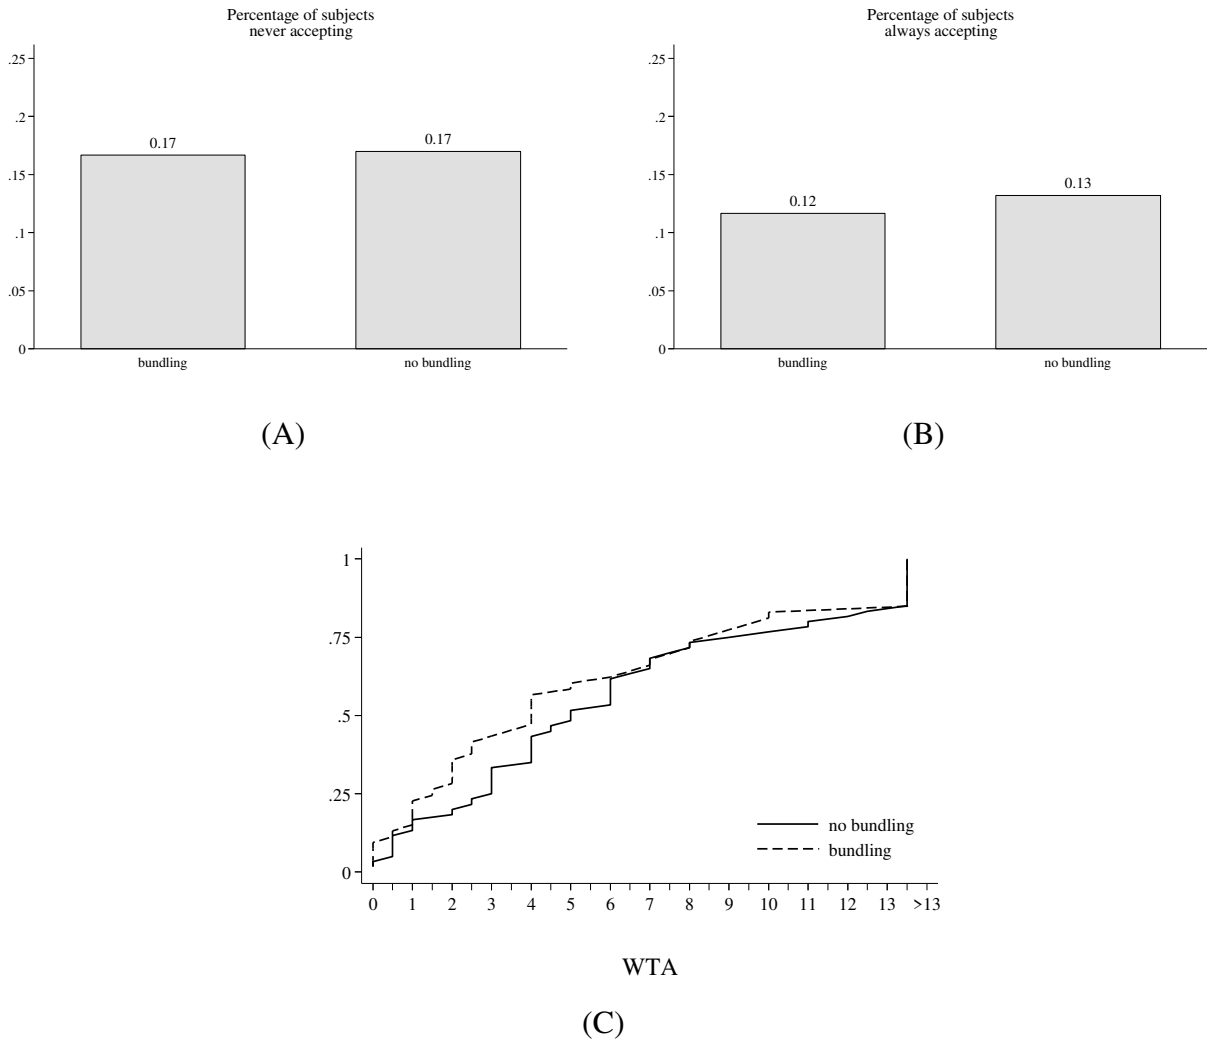 Percentage of subjects
never accepting
.25
.2
.15
.1
.05
0
0.17
0.17
bundling no bundling
(A)
Percentage of subjects
always accepting
.25
.2
.15
.1
.05
0
0.12
0.13
bundling no bundling
(B)
1
.75
.5
.25
0
no bundling
bundling
0 1 2 3 4 5 6 7 8 9 10 11 12 13 >13
WTA
(C)